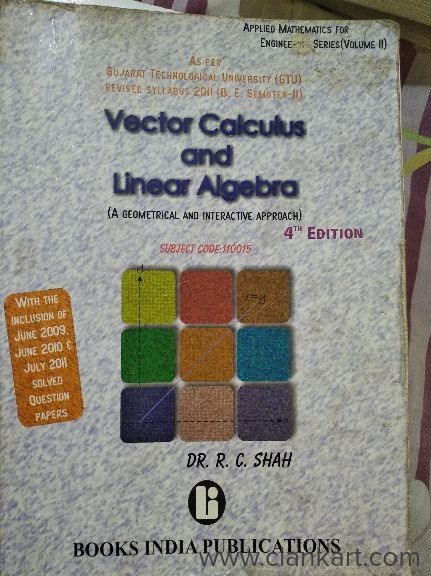 APPLIED MATHEMATICS FOR
SERIES(VOLUME II)
AS PER
GUJARAT TECHNOLOGICAL UNIVERSITY (GTU)
REVISED SYLLABUS 2011 (B. E. SEMSTER-II)
Vector Calculus
and
Linear Algebra
(A GEOMETRICAL AND INTERACTIVE APPROACH)
4TH EDITION
SUBJECT CODE:110015
WITH THE
INCLUSION OF
JUNE 2009,
JUNE 2010 &
JULY 2011
SOLVED
QUESTION
PAPERS
y
x=y
x
DR. R. C. SHAH
bi
BOOKS INDIA PUBLICATIONS
www.clankart.com